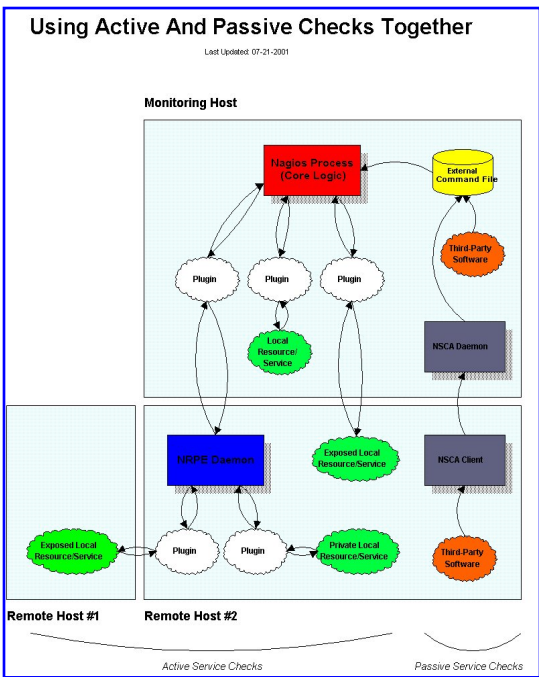 Using Active And Passive Checks Together
Last Updated: 07-21-2001
Monitoring Host
Nagios Process
(Core Logic)
External
Command File
Third-Party
Software
Plugin
Plugin
Plugin
Local
Resource/
Service
NSCA Daemon
NRPE Daemon
Exposed Local
Resource/Service
NSCA Client
Exposed Local
Resource/Service
Plugin
Plugin
Private Local
Resource/Service
Third-Party
Software
Remote Host #1
Remote Host #2
Active Service Checks
Passive Service Checks